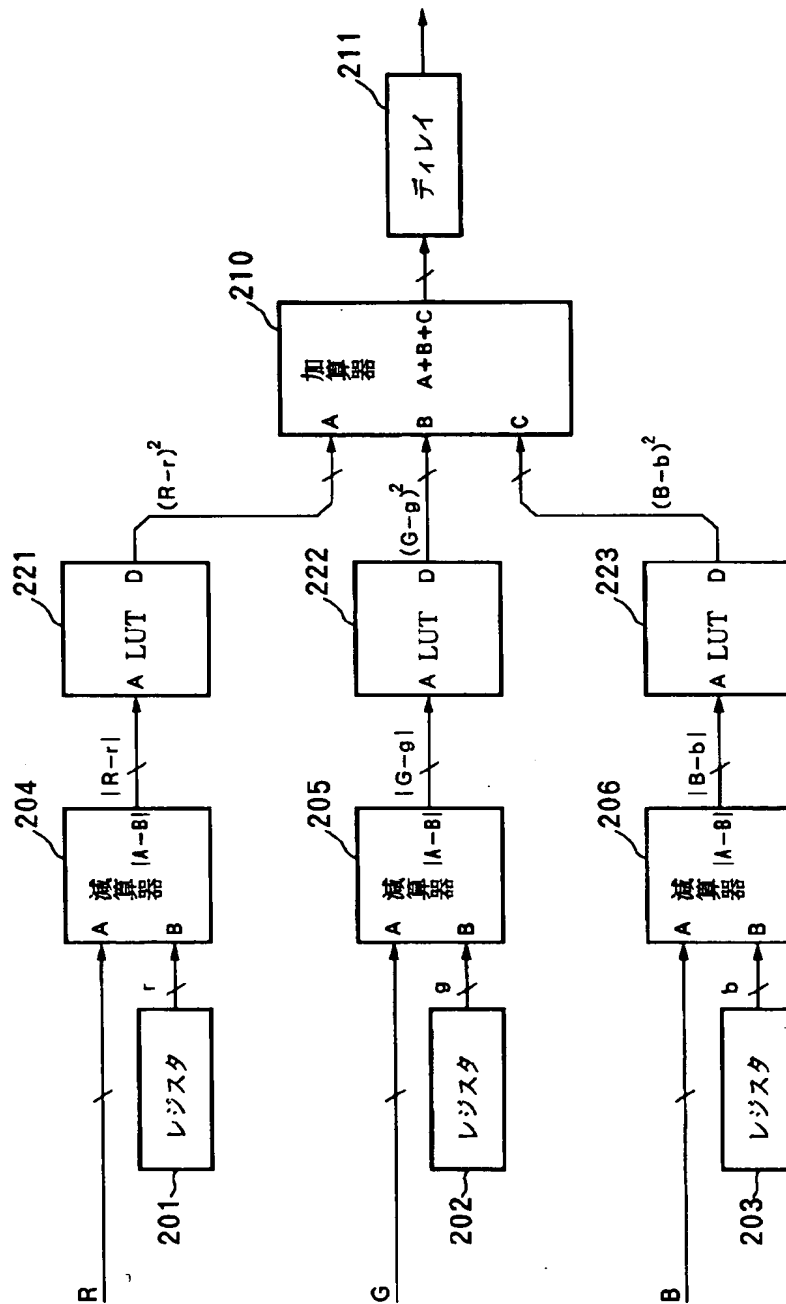 R
201
レジスタ
r
A
B
減算器
|A-B|
204
|R-r|
A LUT D
221
(R-r)²
G
202
レジスタ
g
A
B
減算器
|A-B|
205
|G-g|
A LUT D
222
(G-g)²
B
203
レジスタ
b
A
B
減算器
|A-B|
206
|B-b|
A LUT D
223
(B-b)²
210
加算器
A
B
C
A+B+C
ディレイ
211